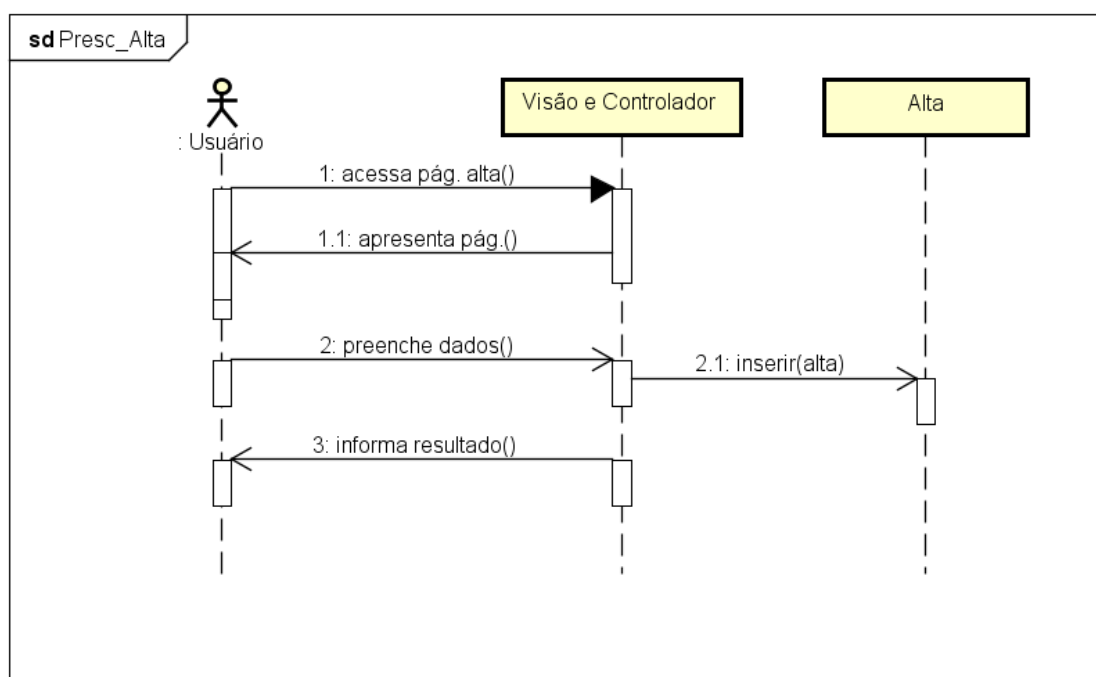 sd Presc_Alta
Visão e Controlador
Alta
: Usuário
1: acessa pág. alta()
1.1: apresenta pág.()
2: preenche dados()
2.1: inserir(alta)
3: informa resultado()